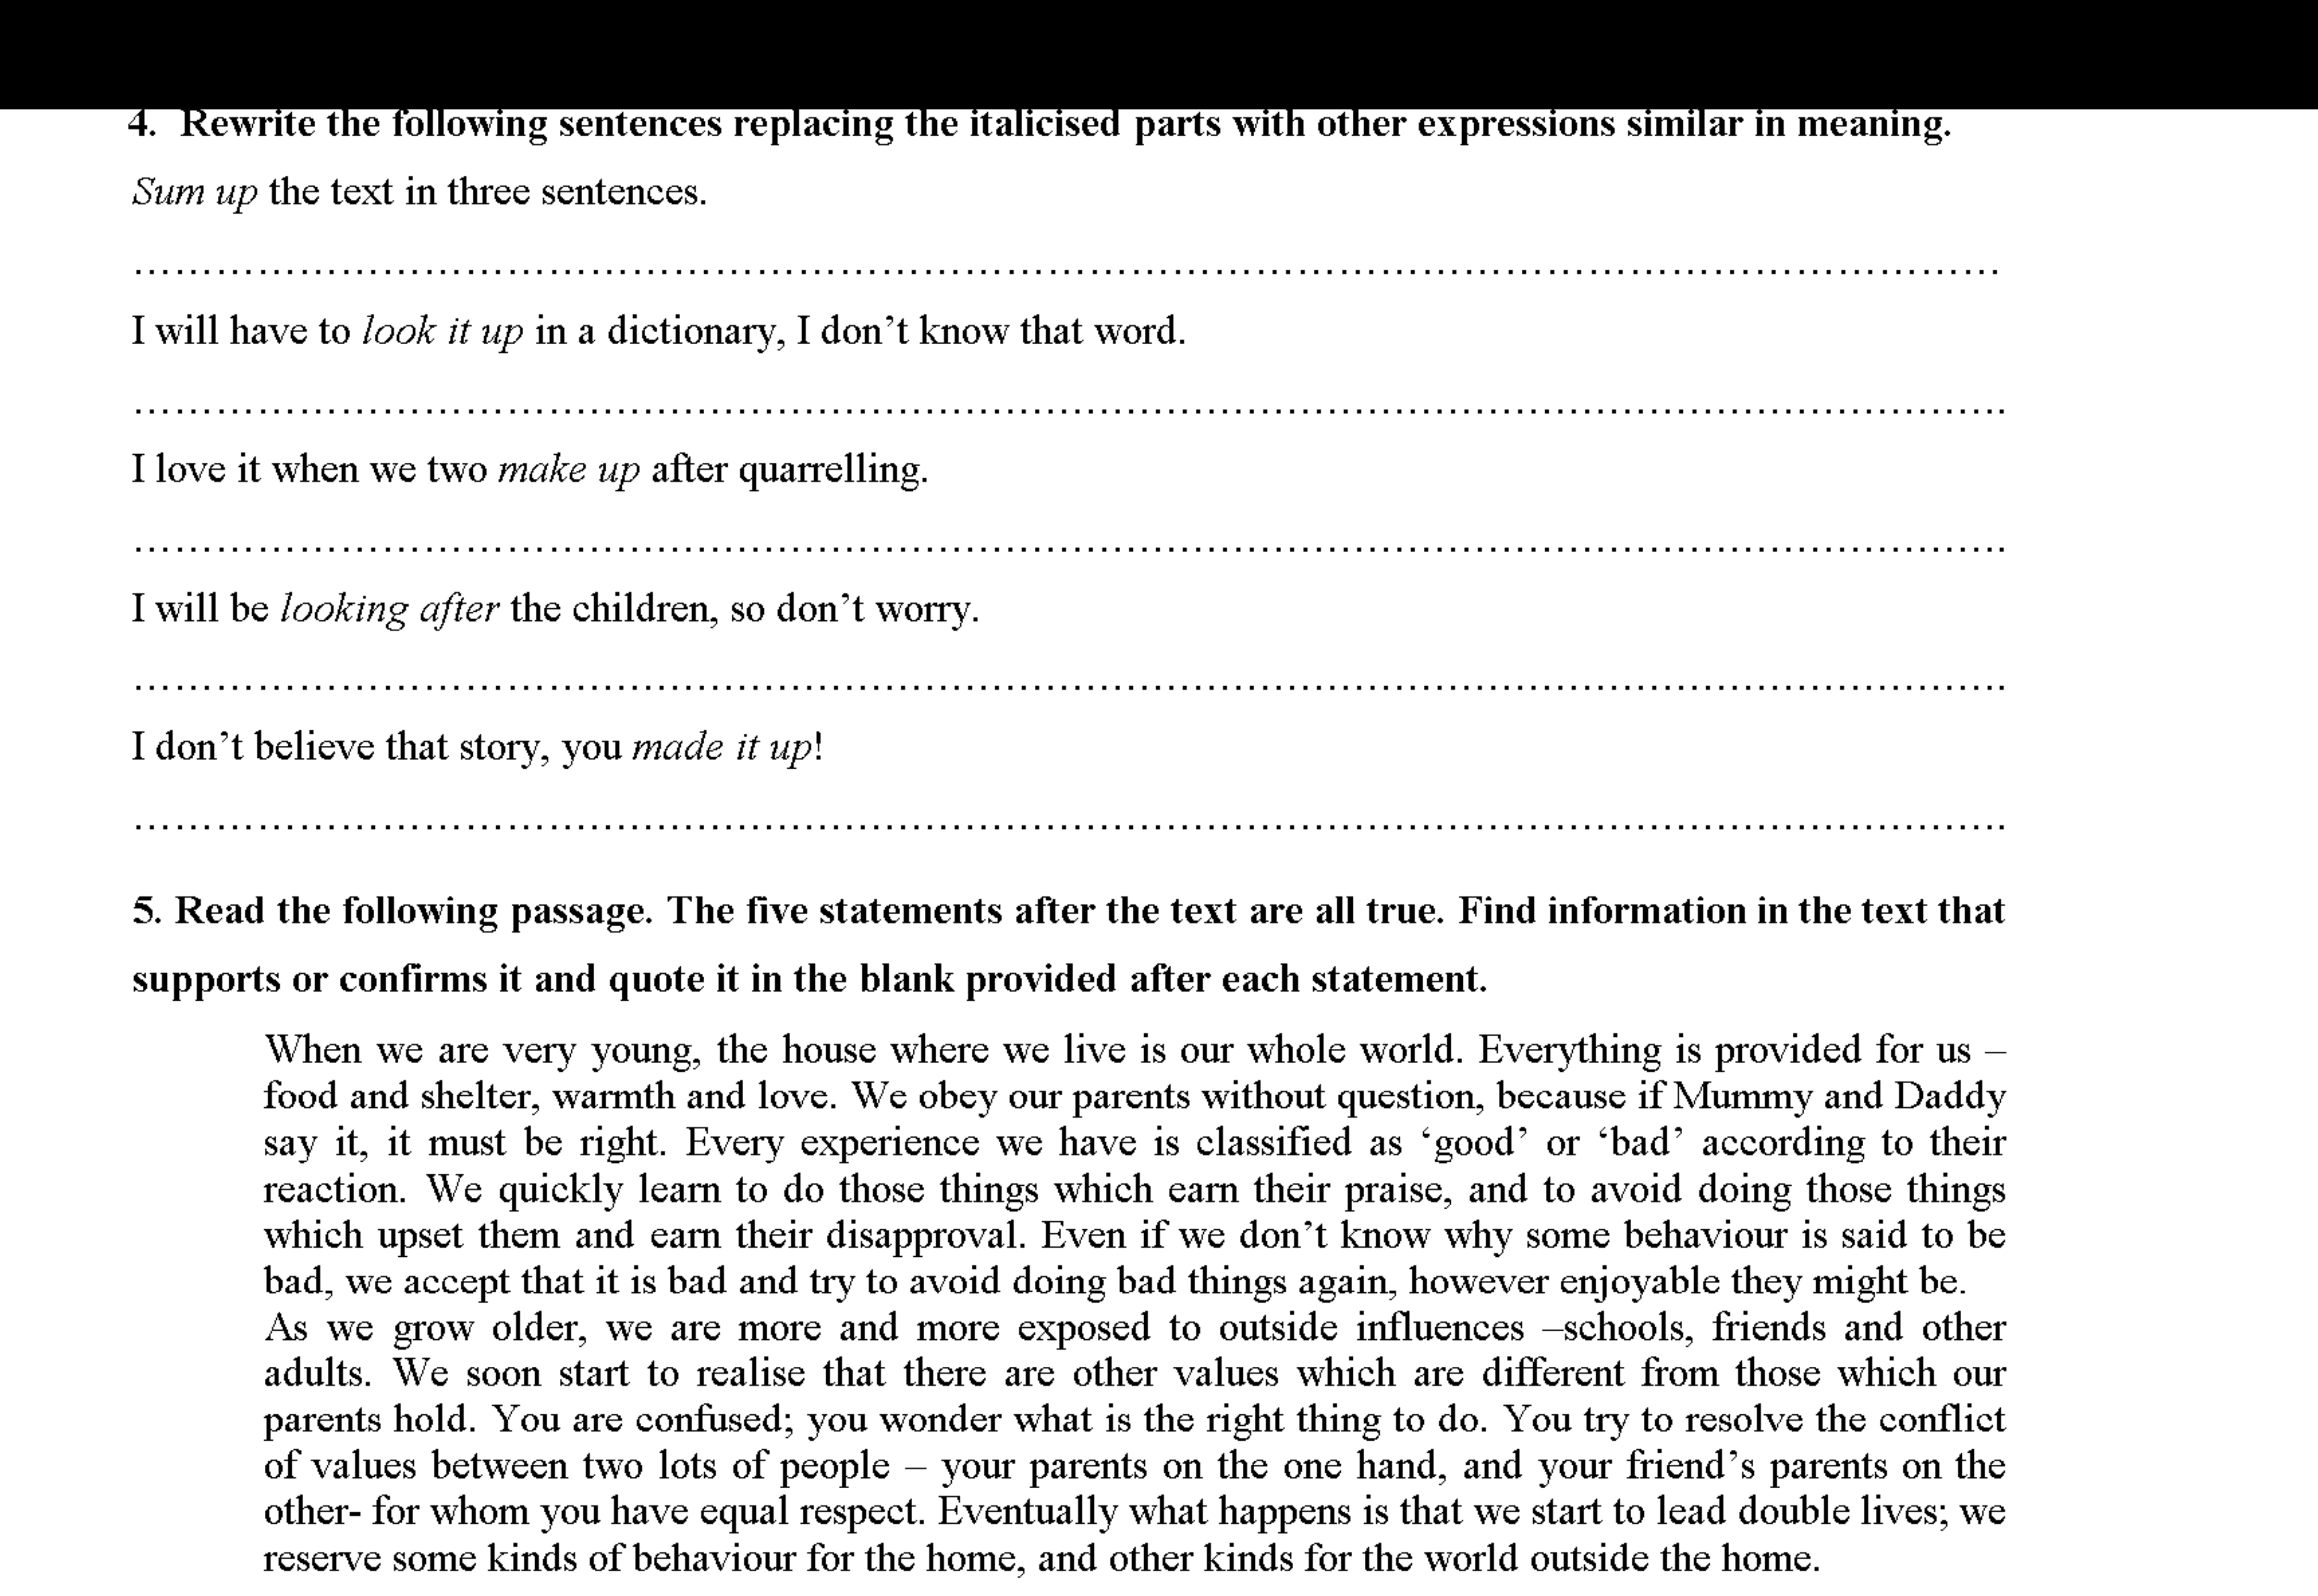 4. Rewrite the following sentences replacing the italicised parts with other expressions similar in meaning.
Sum up the text in three sentences.
................................................................................................................................................................
I will have to look it up in a dictionary, I don’t know that word.
................................................................................................................................................................
I love it when we two make up after quarrelling.
................................................................................................................................................................
I will be looking after the children, so don’t worry.
................................................................................................................................................................
I don’t believe that story, you made it up!
................................................................................................................................................................
5. Read the following passage. The five statements after the text are all true. Find information in the text that
supports or confirms it and quote it in the blank provided after each statement.
When we are very young, the house where we live is our whole world. Everything is provided for us –
food and shelter, warmth and love. We obey our parents without question, because if Mummy and Daddy
say it, it must be right. Every experience we have is classified as ‘good’ or ‘bad’ according to their
reaction. We quickly learn to do those things which earn their praise, and to avoid doing those things
which upset them and earn their disapproval. Even if we don’t know why some behaviour is said to be
bad, we accept that it is bad and try to avoid doing bad things again, however enjoyable they might be.
As we grow older, we are more and more exposed to outside influences –schools, friends and other
adults. We soon start to realise that there are other values which are different from those which our
parents hold. You are confused; you wonder what is the right thing to do. You try to resolve the conflict
of values between two lots of people – your parents on the one hand, and your friend’s parents on the
other- for whom you have equal respect. Eventually what happens is that we start to lead double lives; we
reserve some kinds of behaviour for the home, and other kinds for the world outside the home.